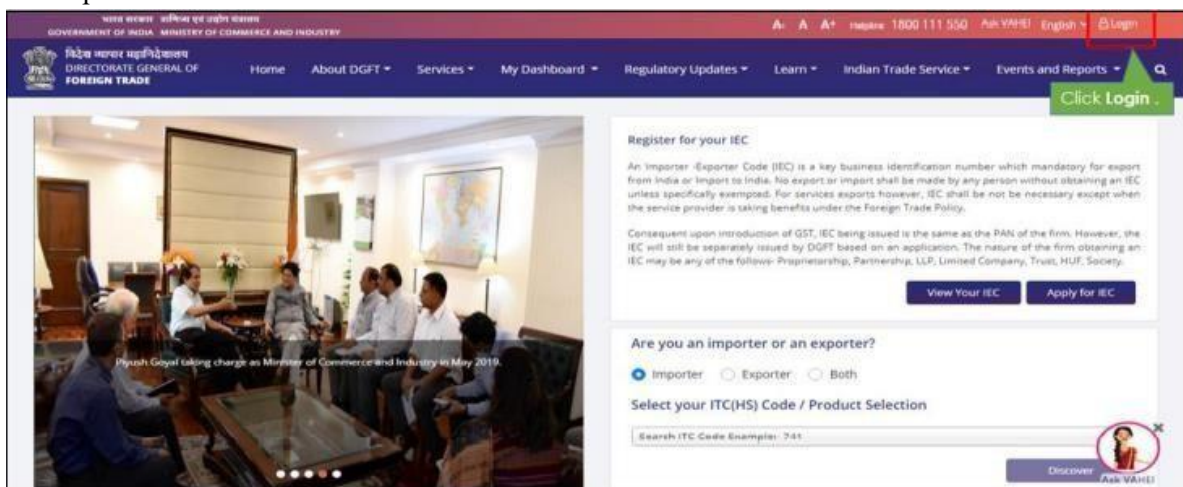 भारत सरकार वाणिज्य एवं उद्योग मंत्रालय
GOVERNMENT OF INDIA MINISTRY OF COMMERCE AND INDUSTRY
A- A A+ Helpline 1800 111 550 Ask VAHEI English Login
विदेश व्यापार महानिदेशालय
DIRECTORATE GENERAL OF
FOREIGN TRADE
Home About DGFT Services My Dashboard Regulatory Updates Learn Indian Trade Service Events and Reports
Click Login .
Piyush Goyal taking charge as Minister of Commerce and Industry in May 2019.
Register for your IEC
An Importer -Exporter Code (IEC) is a key business identification number which mandatory for export
from India or Import to India. No export or import shall be made by any person without obtaining an IEC
unless specifically exempted. For services exports however, IEC shall be not be necessary except when
the service provider is taking benefits under the Foreign Trade Policy.
Consequent upon introduction of GST, IEC being issued is the same as the PAN of the firm. However, the
IEC will still be separately issued by DGFT based on an application. The nature of the firm obtaining an
IEC may be any of the follows- Proprietorship, Partnership, LLP, Limited Company, Trust, HUF, Society.
View Your IEC Apply for IEC
Are you an importer or an exporter?
Importer Exporter Both
Select your ITC(HS) Code / Product Selection
Search ITC Code Example:- 741
Discover
Ask VAHEI